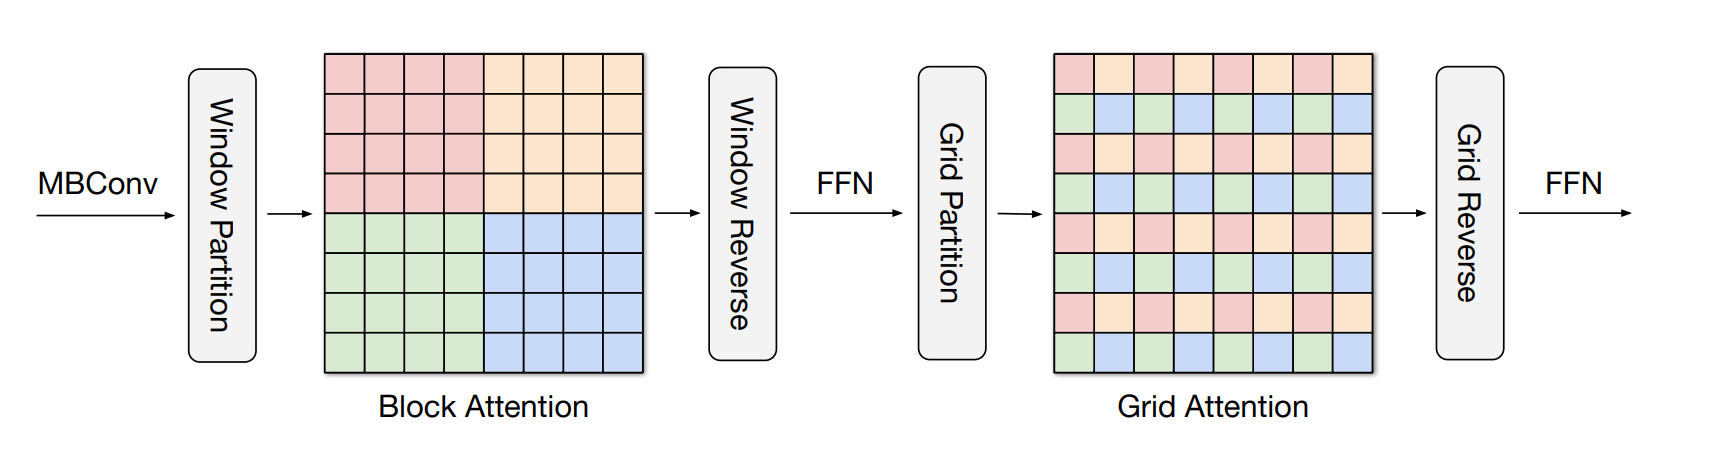 MBConv
Window Partition
Block Attention
Window Reverse
FFN
Grid Partition
Grid Attention
Grid Reverse
FFN